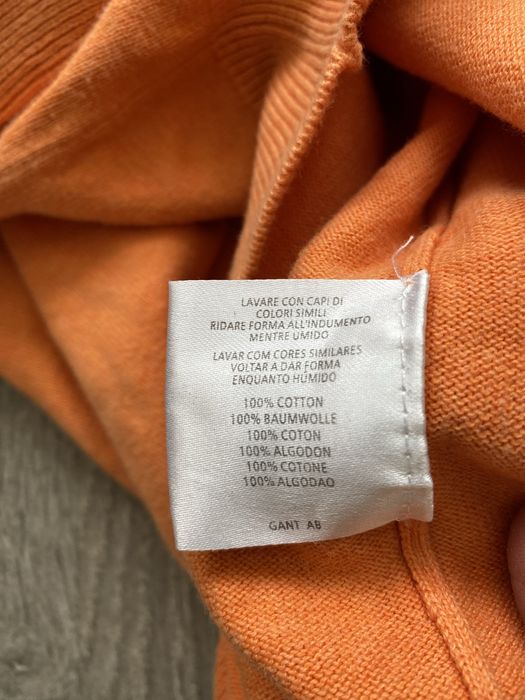 LAVARE CON CAPI DI
COLORI SIMILI
RIDARE FORMA ALL'INDUMENTO
MENTRE UMIDO
LAVAR COM CORES SIMILARES
VOLTAR A DAR FORMA
ENQUANTO HÚMIDO
100% COTTON
100% BAUMWOLLE
100% COTON
100% ALGODON
100% COTONE
100% ALGODAO
GANT AB